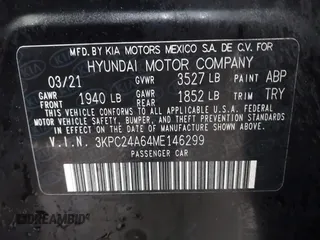 MFD. BY KIA MOTORS MEXICO S.A. DE C.V. FOR
HYUNDAI MOTOR COMPANY
03/21 GVWR 3527 LB PAINT ABP
GAWR FRONT 1940 LB GAWR REAR 1852 LB TRIM TRY
THIS VEHICLE CONFORMS TO ALL APPLICABLE FEDERAL
MOTOR VEHICLE SAFETY, BUMPER, AND THEFT PREVENTION
STANDARDS IN EFFECT ON THE DATE OF MANUFACTURE SHOWN ABOVE.
V.I.N. 3KPC24A64ME146299
PASSENGER CAR
DREAMBID